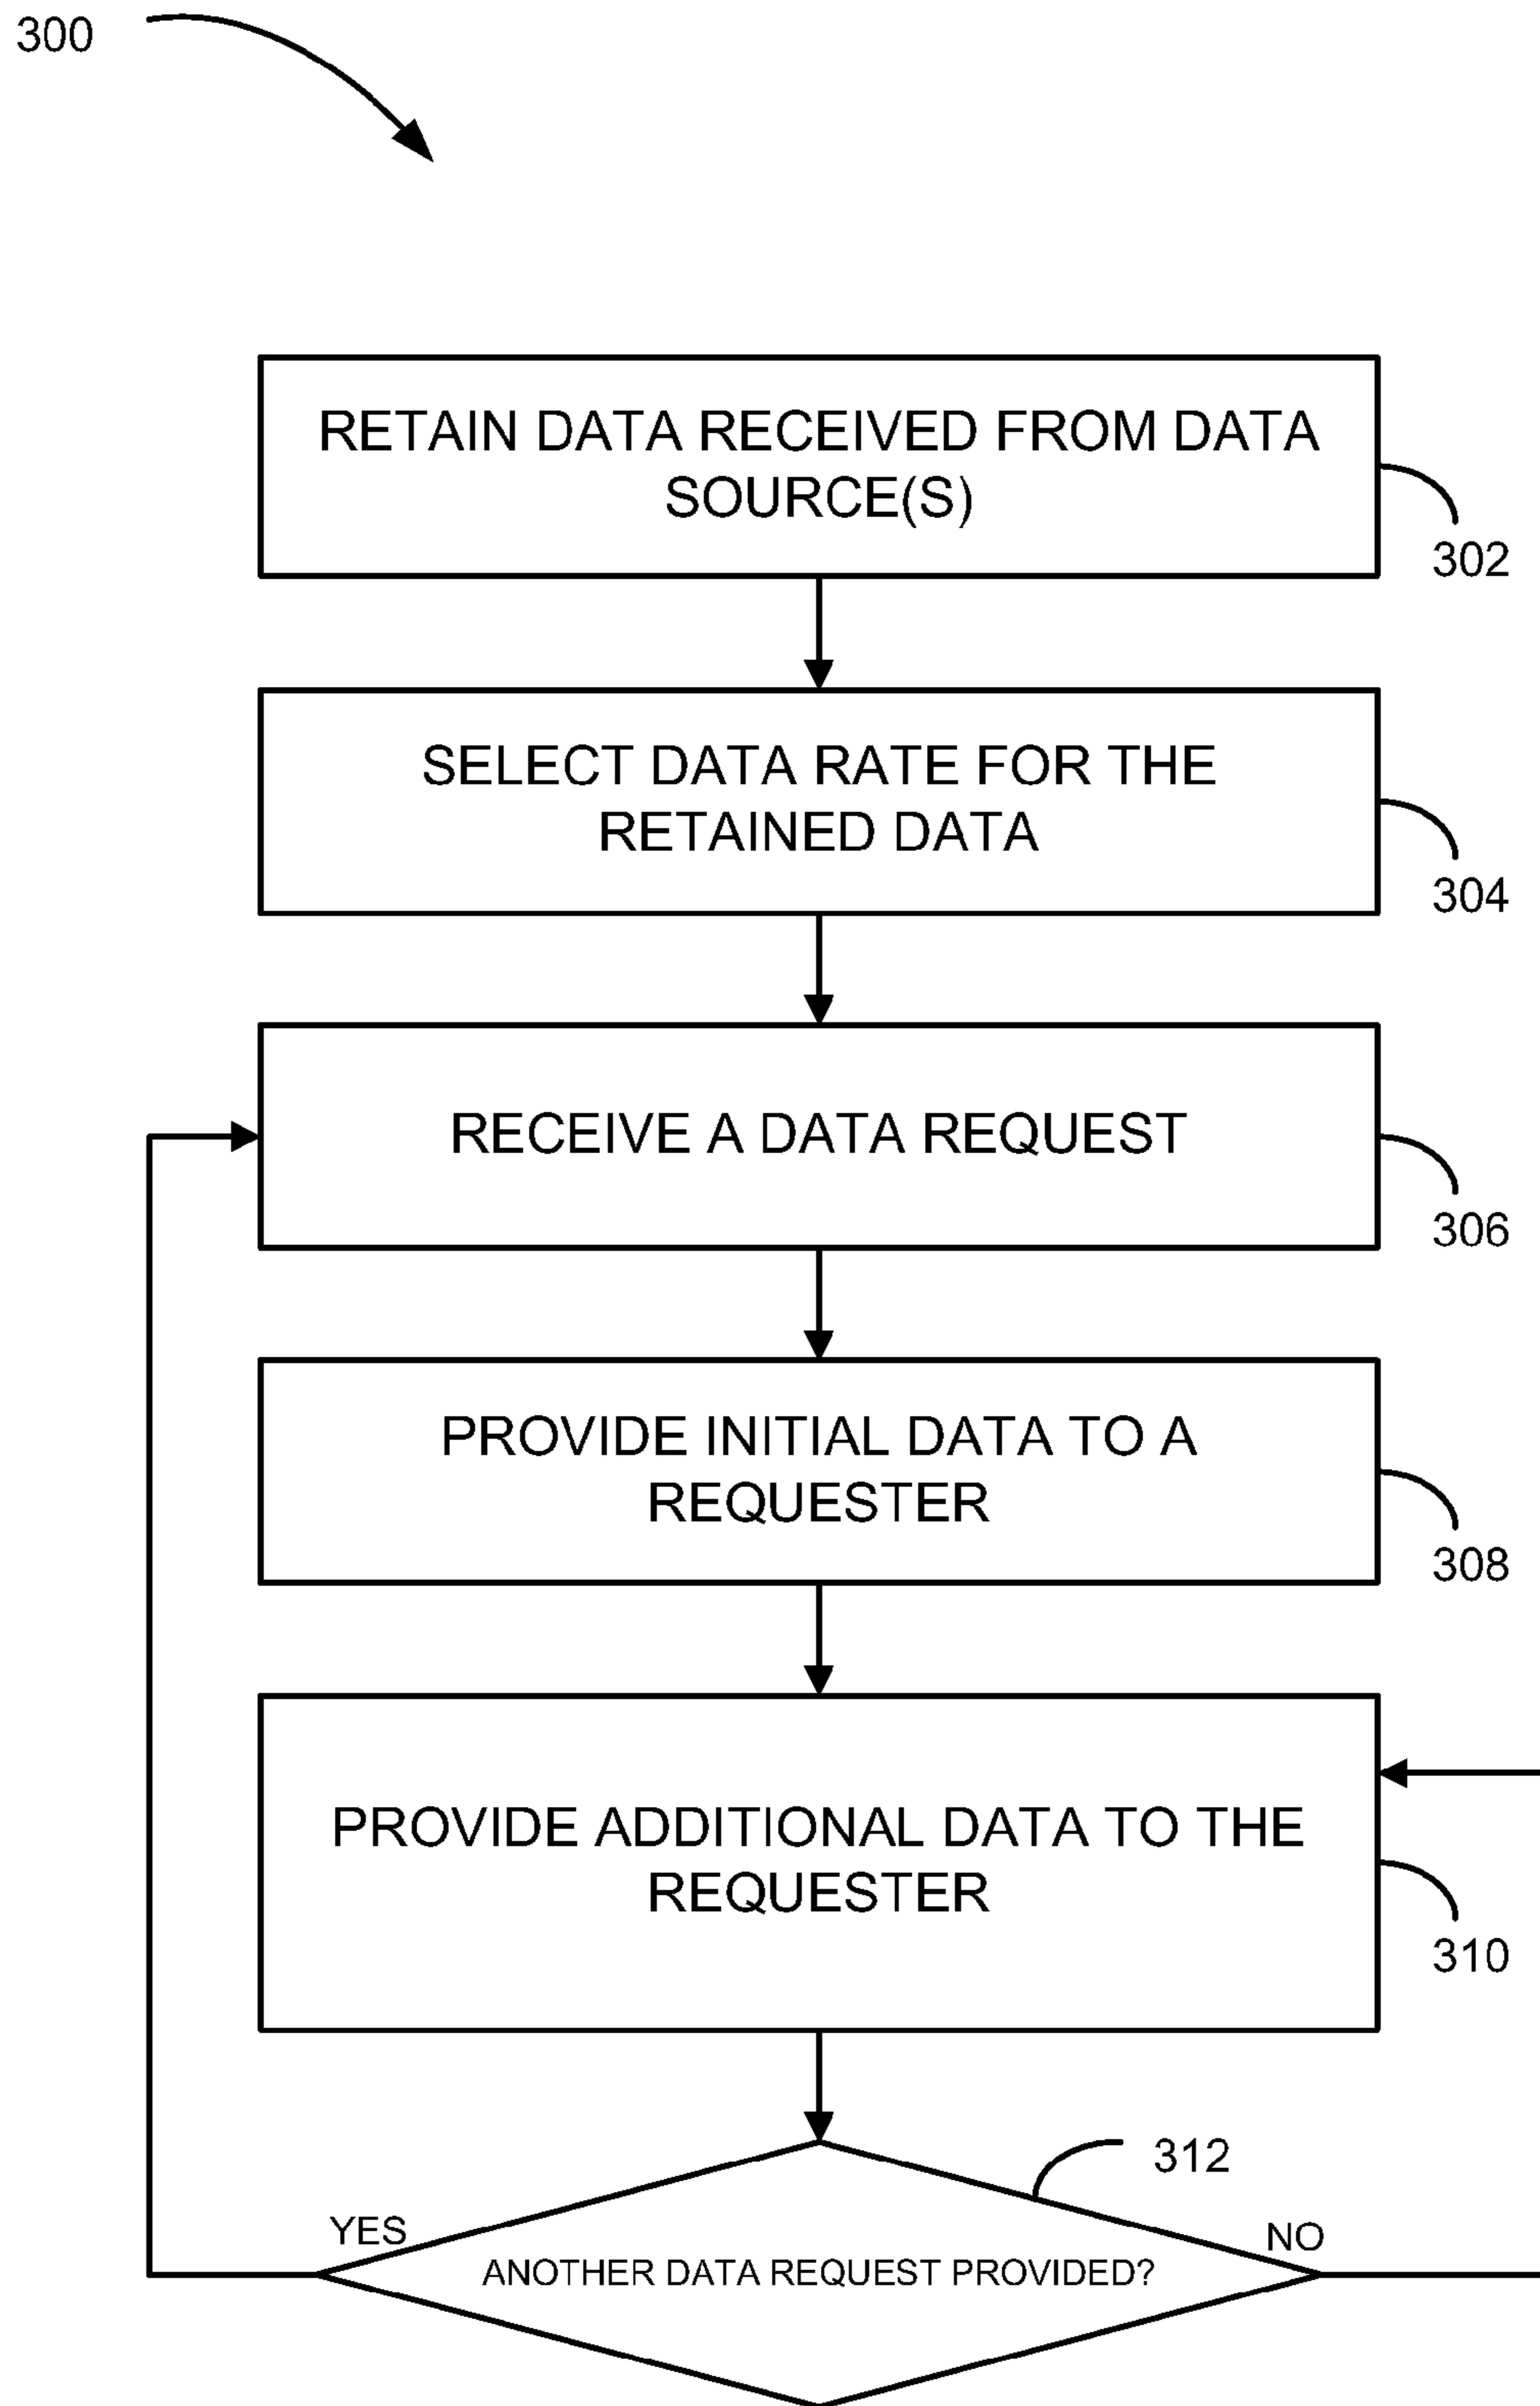 300
RETAIN DATA RECEIVED FROM DATA
SOURCE(S)
302
SELECT DATA RATE FOR THE
RETAINED DATA
304
RECEIVE A DATA REQUEST
306
PROVIDE INITIAL DATA TO A
REQUESTER
308
PROVIDE ADDITIONAL DATA TO THE
REQUESTER
310
312
YES
NO
ANOTHER DATA REQUEST PROVIDED?